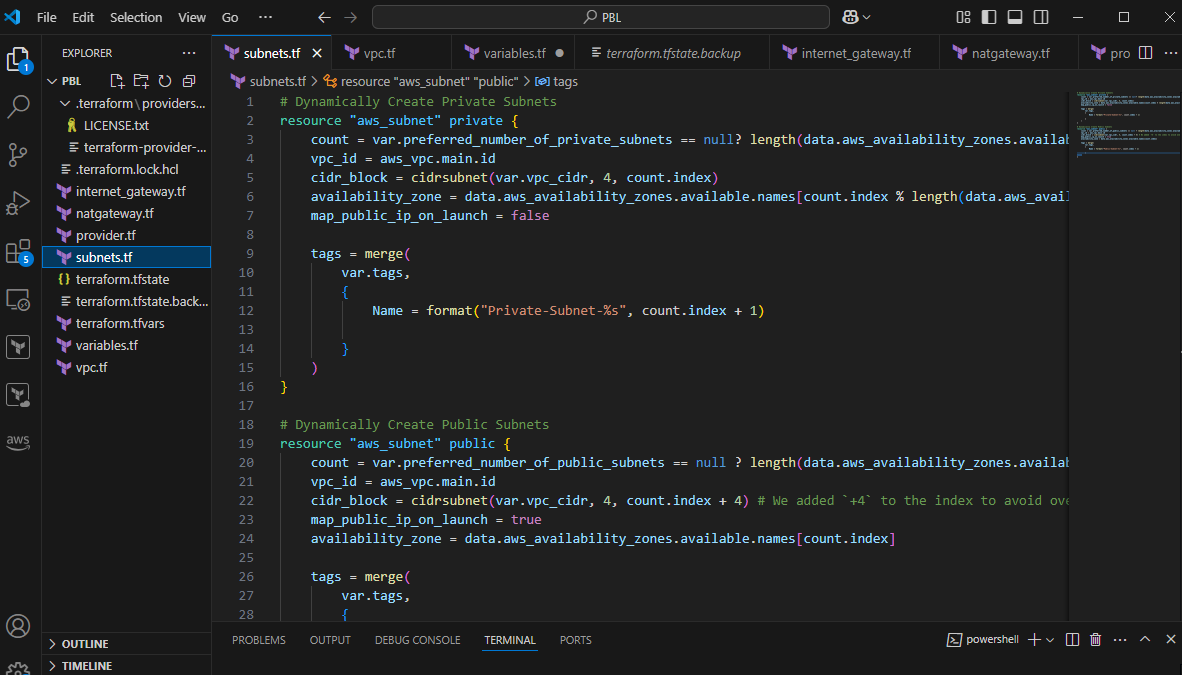 File Edit Selection View Go ··· PBL
EXPLORER ···
PBL
.terraform\providers...
LICENSE.txt
terraform-provider-...
.terraform.lock.hcl
internet_gateway.tf
natgateway.tf
provider.tf
subnets.tf
terraform.tfstate
terraform.tfstate.back...
terraform.tfvars
variables.tf
vpc.tf
OUTLINE
TIMELINE
1
5
aws
subnets.tf vpc.tf variables.tf terraform.tfstate.backup internet_gateway.tf natgateway.tf pro
subnets.tf > resource "aws_subnet" "public" > tags
1 # Dynamically Create Private Subnets
2 resource "aws_subnet" private {
3 count = var.preferred_number_of_private_subnets == null? length(data.aws_availability_zones.availab
4 vpc_id = aws_vpc.main.id
5 cidr_block = cidrsubnet(var.vpc_cidr, 4, count.index)
6 availability_zone = data.aws_availability_zones.available.names[count.index % length(data.aws_avail
7 map_public_ip_on_launch = false
8
9 tags = merge(
10 var.tags,
11 {
12 Name = format("Private-Subnet-%s", count.index + 1)
13
14 }
15 )
16 }
17
18 # Dynamically Create Public Subnets
19 resource "aws_subnet" public {
20 count = var.preferred_number_of_public_subnets == null ? length(data.aws_availability_zones.availab
21 vpc_id = aws_vpc.main.id
22 cidr_block = cidrsubnet(var.vpc_cidr, 4, count.index + 4) # We added `+4` to the index to avoid ove
23 map_public_ip_on_launch = true
24 availability_zone = data.aws_availability_zones.available.names[count.index]
25
26 tags = merge(
27 var.tags,
28 {
PROBLEMS OUTPUT DEBUG CONSOLE TERMINAL PORTS powershell